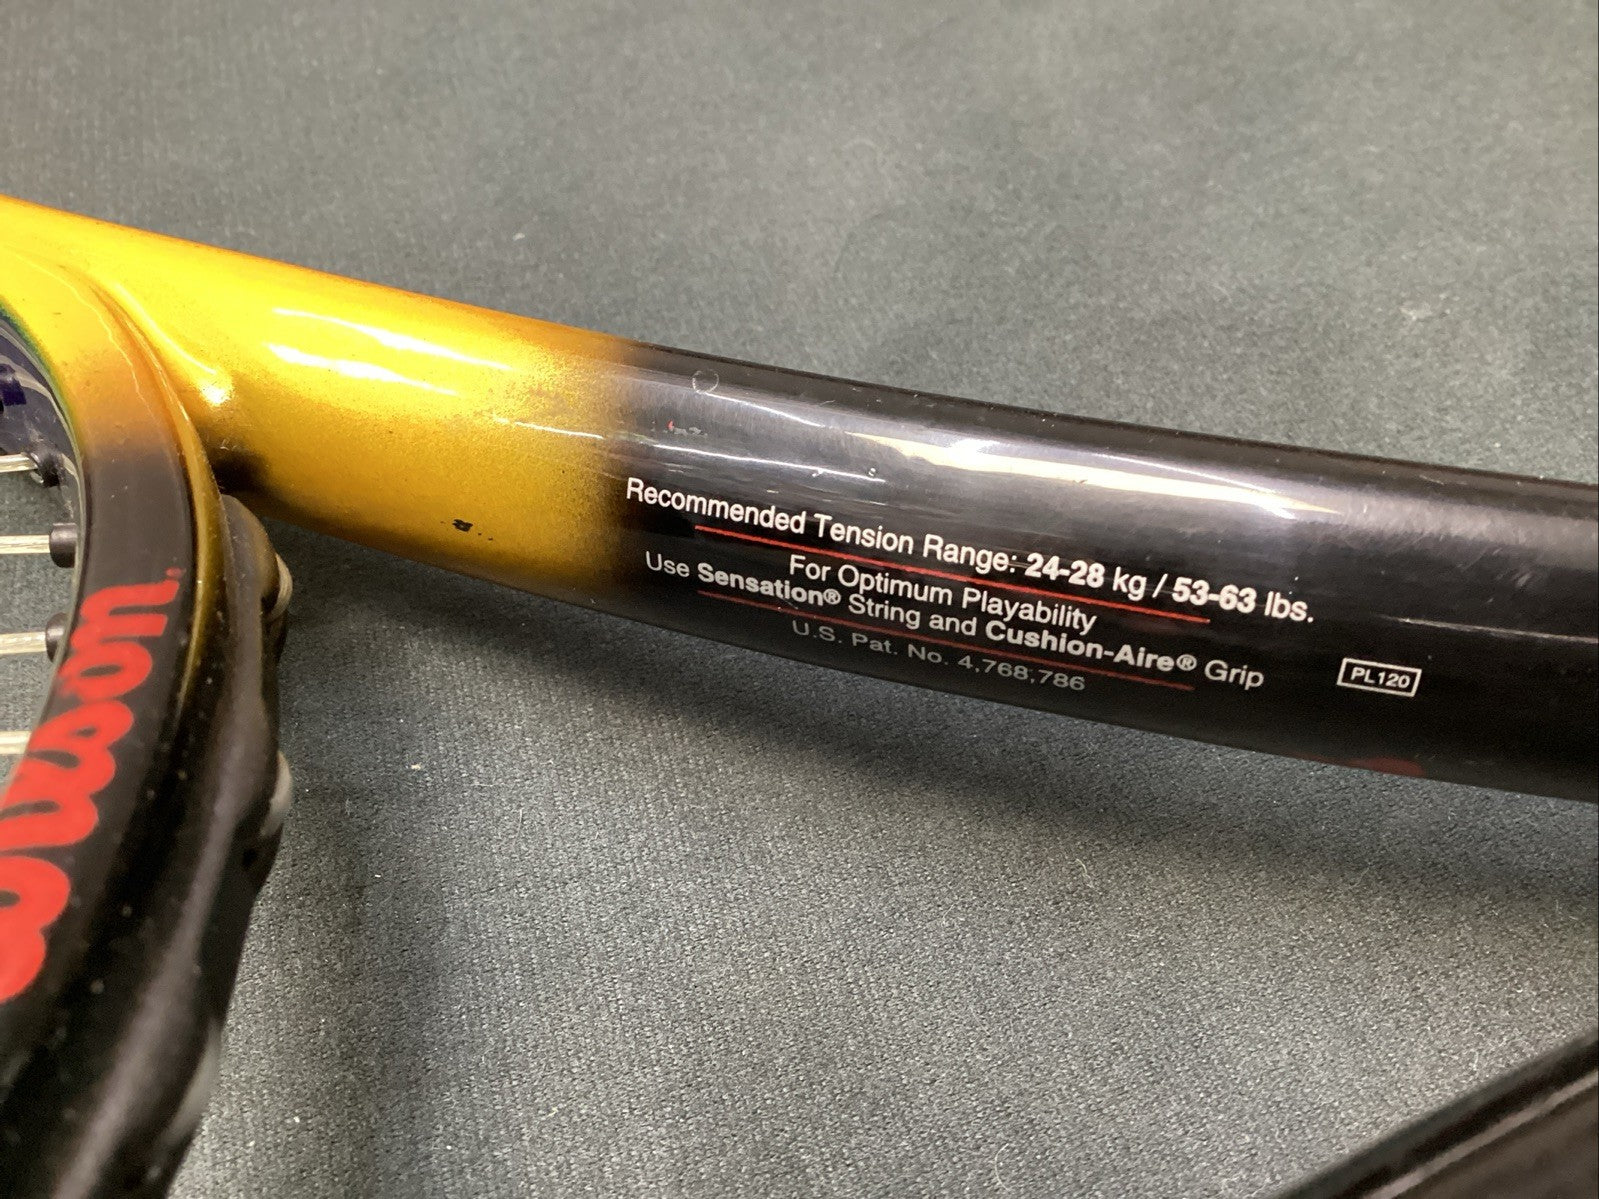 Recommended Tension Range: 24-28 kg / 53-63 lbs.
For Optimum Playability
Use Sensation® String and Cushion-Aire® Grip
U.S. Pat. No. 4,768,786
PL120
Wilson.